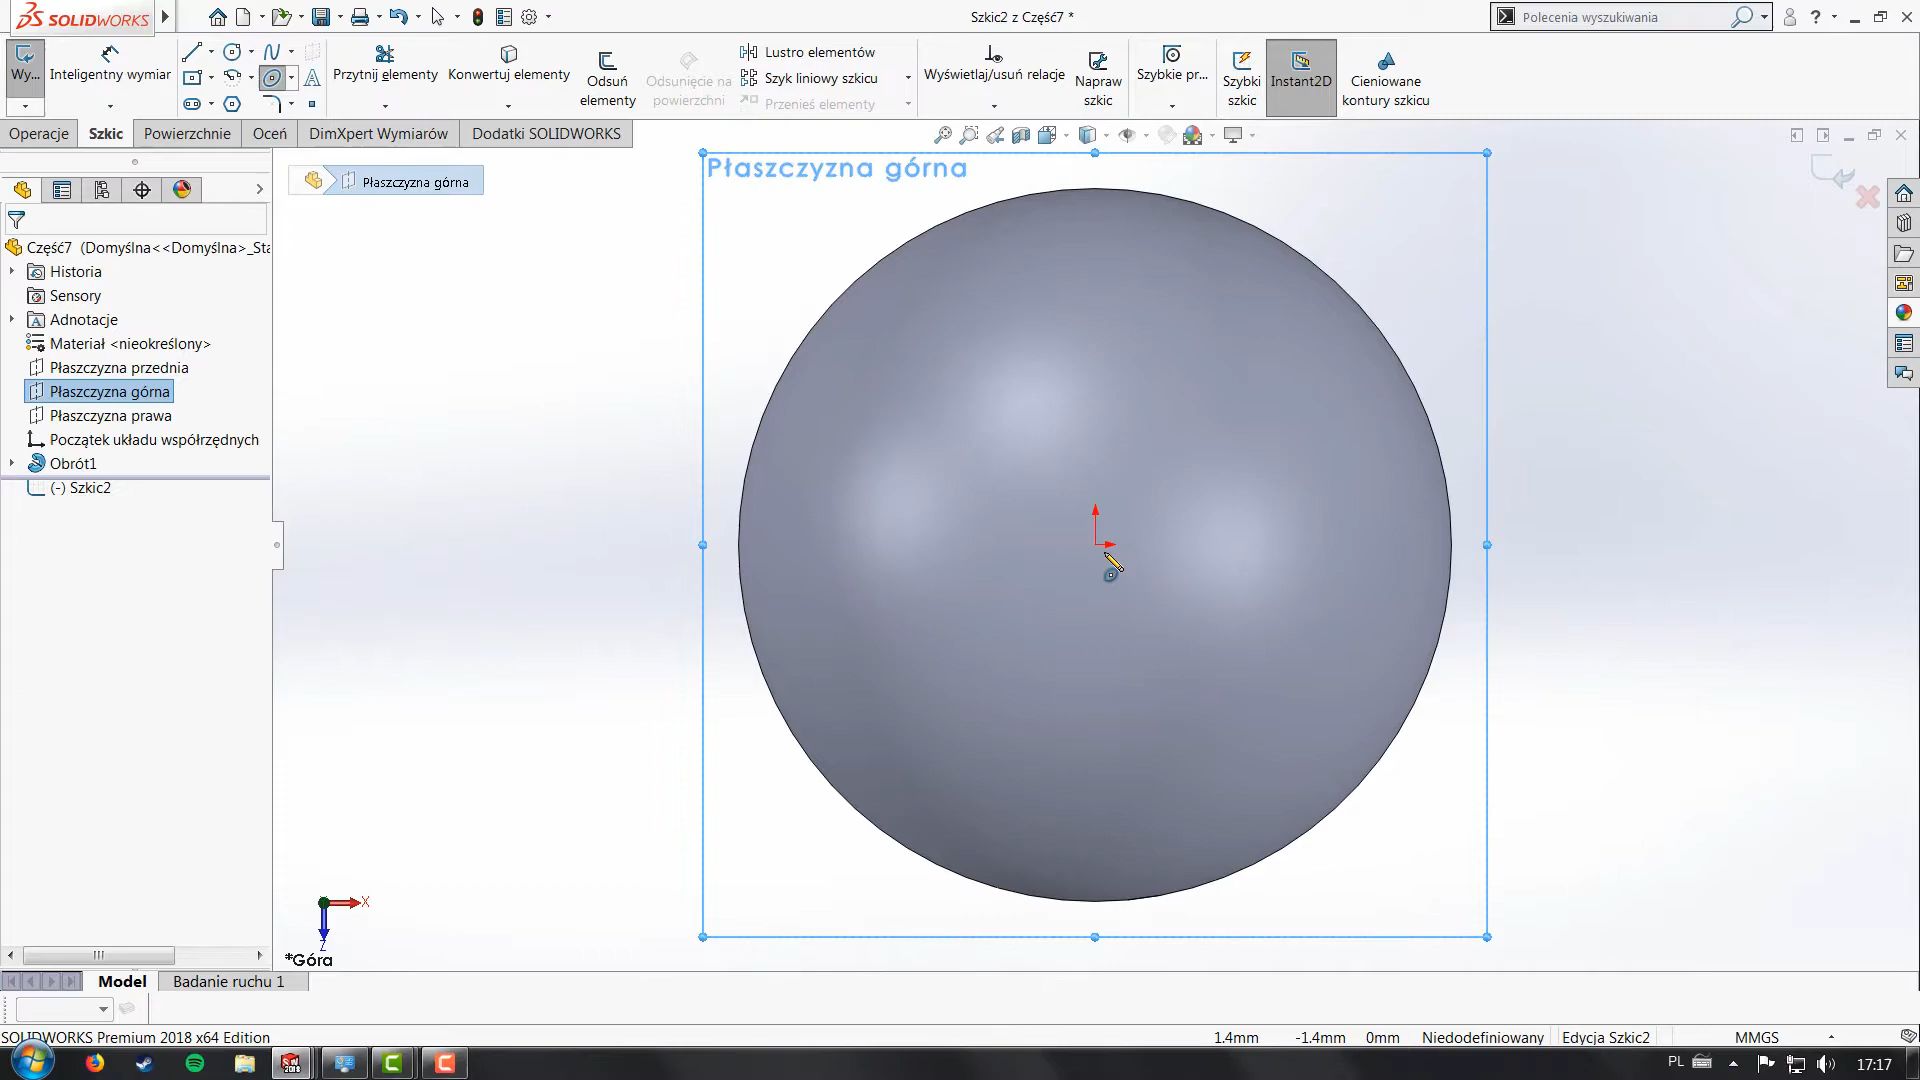 SOLIDWORKS
Szkic2 z Część7 *
Polecenia wyszukiwania
Wy...
Inteligentny wymiar
Przytnij elementy
Konwertuj elementy
Odsuń elementy
Odsunięcie na powierzchni
Lustro elementów
Szyk liniowy szkicu
Przenieś elementy
Wyświetlaj/usuń relacje
Napraw szkic
Szybkie pr...
Szybki szkic
Instant2D
Cieniowane kontury szkicu
Operacje
Szkic
Powierzchnie
Oceń
DimXpert Wymiarów
Dodatki SOLIDWORKS
Płaszczyzna górna
Płaszczyzna górna
Część7 (Domyślna<<Domyślna>_Sta
Historia
Sensory
Adnotacje
Materiał <nieokreślony>
Płaszczyzna przednia
Płaszczyzna górna
Płaszczyzna prawa
Początek układu współrzędnych
Obrót1
(-) Szkic2
X
Z
*Góra
Model
Badanie ruchu 1
SOLIDWORKS Premium 2018 x64 Edition
1.4mm
-1.4mm
0mm
Niedodefiniowany
Edycja Szkic2
MMGS
PL
17:17